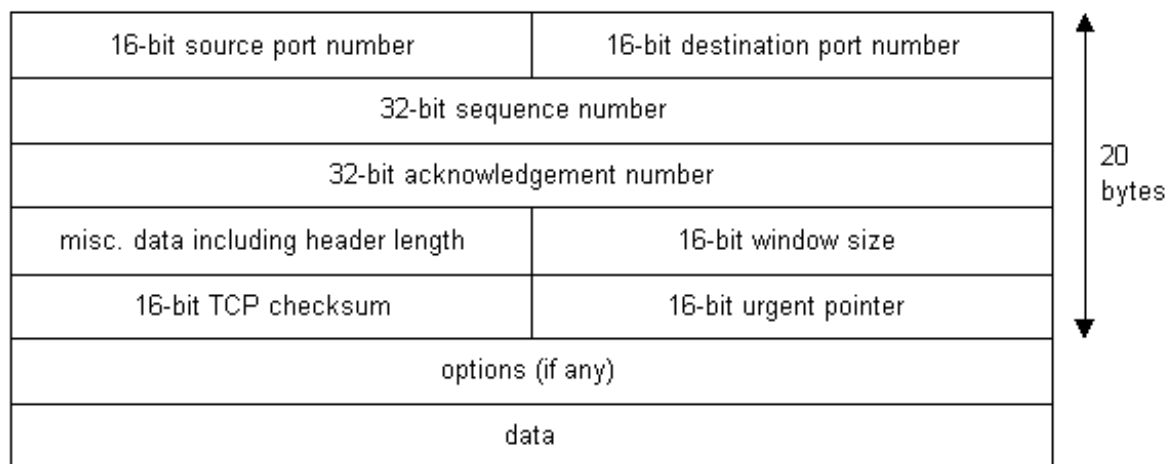 16-bit source port number
16-bit destination port number
32-bit sequence number
32-bit acknowledgement number
misc. data including header length
16-bit window size
16-bit TCP checksum
16-bit urgent pointer
options (if any)
data
20
bytes